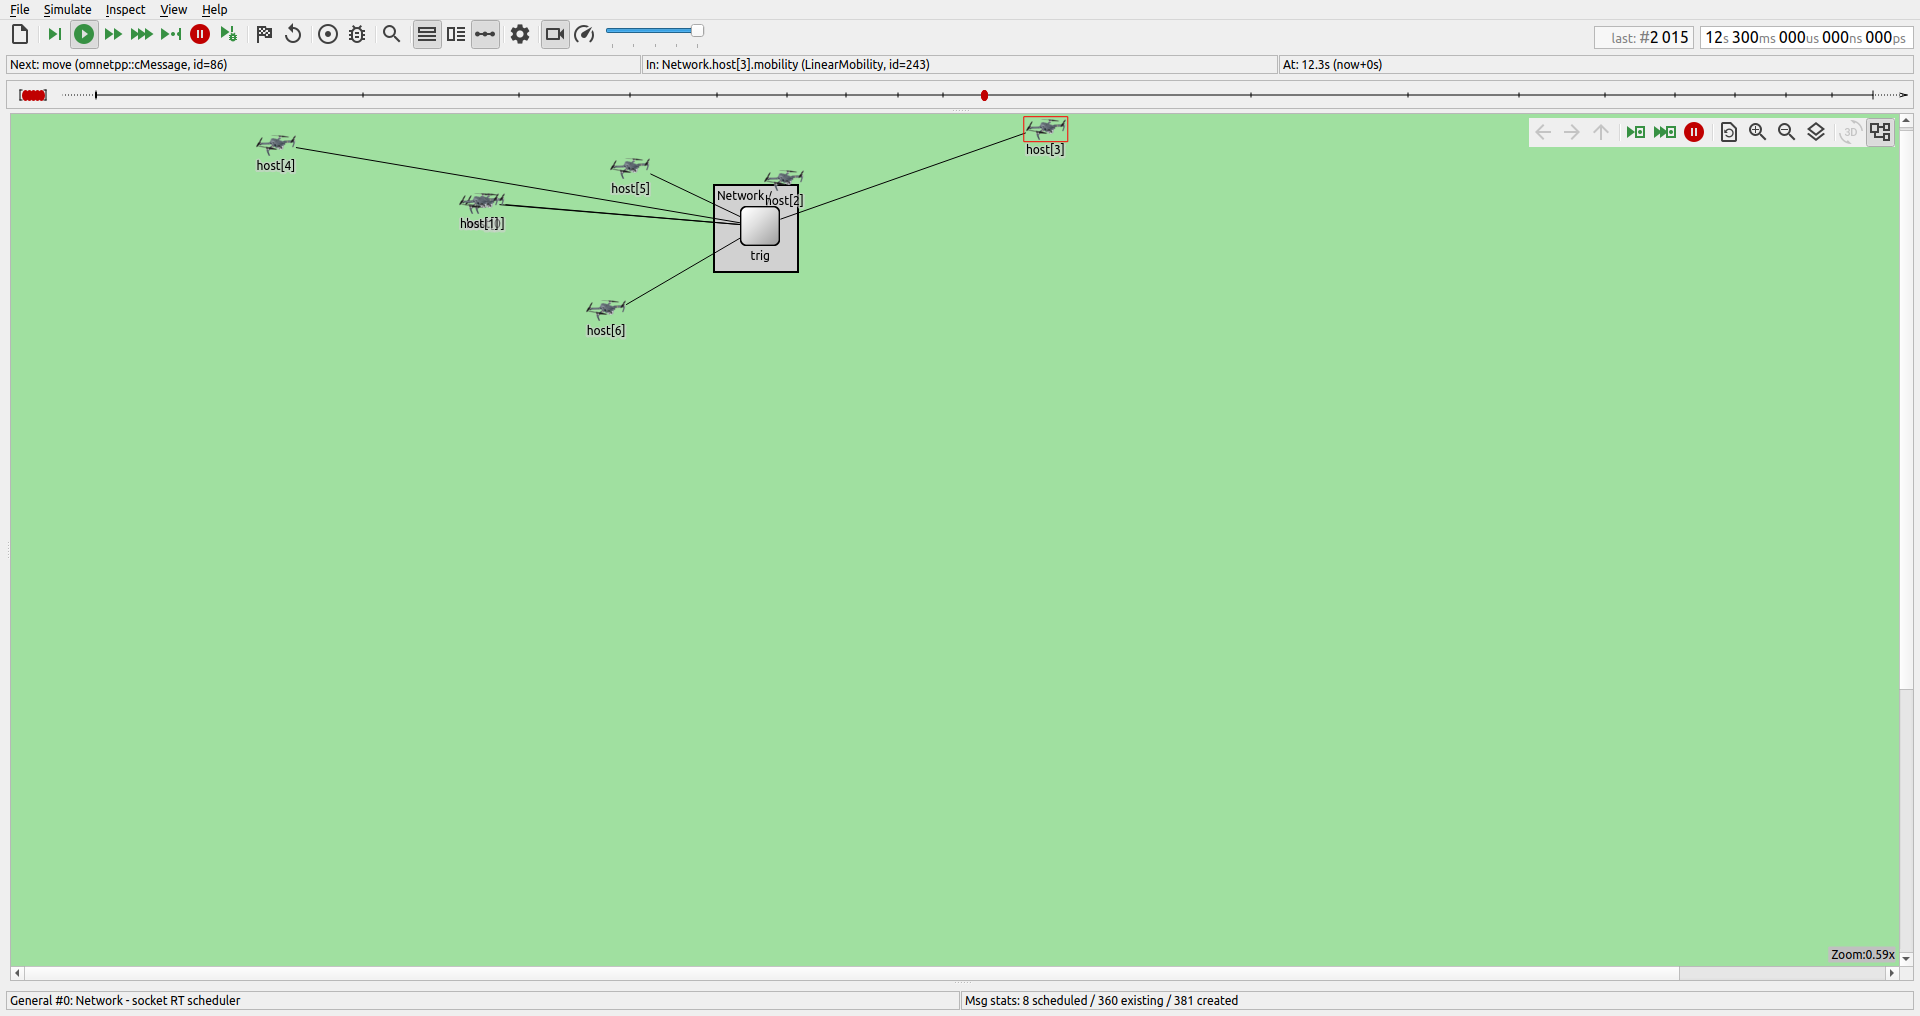 File Simulate Inspect View Help
last: #2 015
12s 300ms 000us 000ns 000ps
Next: move (omnetpp::cMessage, id=86)
In: Network.host[3].mobility (LinearMobility, id=243)
At: 12.3s (now+0s)
3D
host[3]
host[4]
host[5]
Network
host[2]
host[1]
trig
host[6]
Zoom:0.59x
General #0: Network - socket RT scheduler
Msg stats: 8 scheduled / 360 existing / 381 created